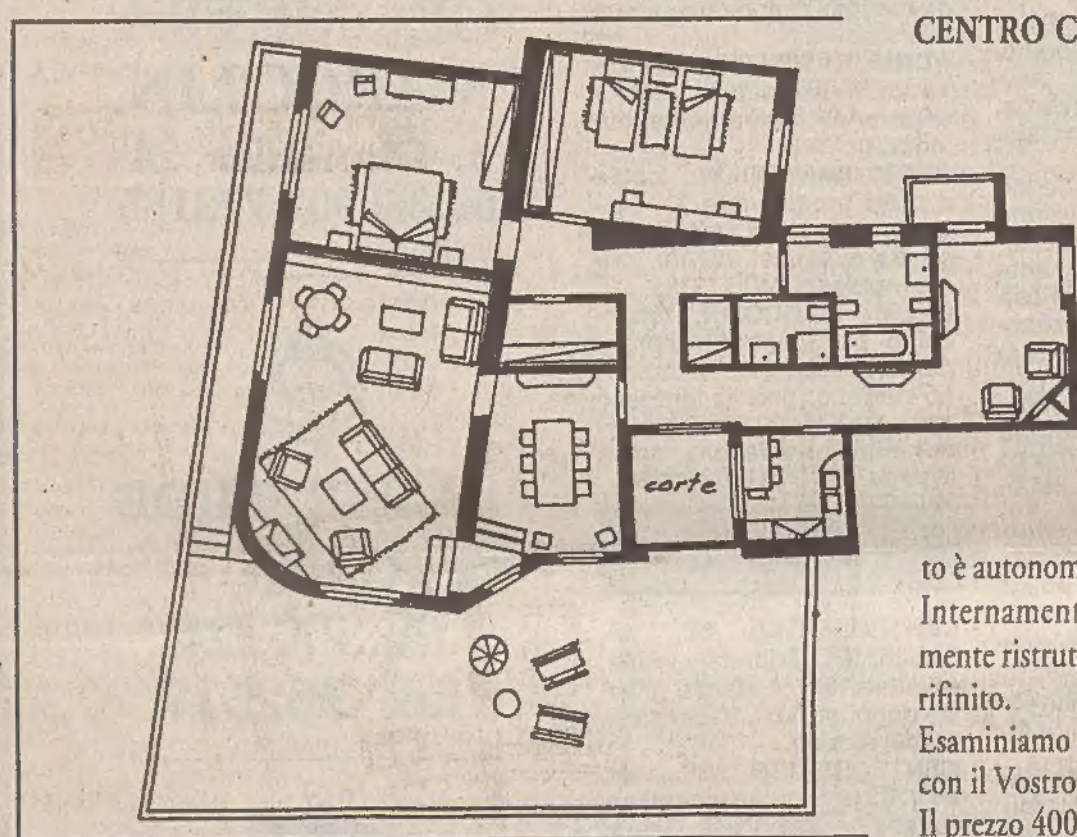 CENTRO C
corte
to è autonom
Internament
mente ristrut
rifinito.
Esaminiamo
con il Vostro
Il prezzo 400